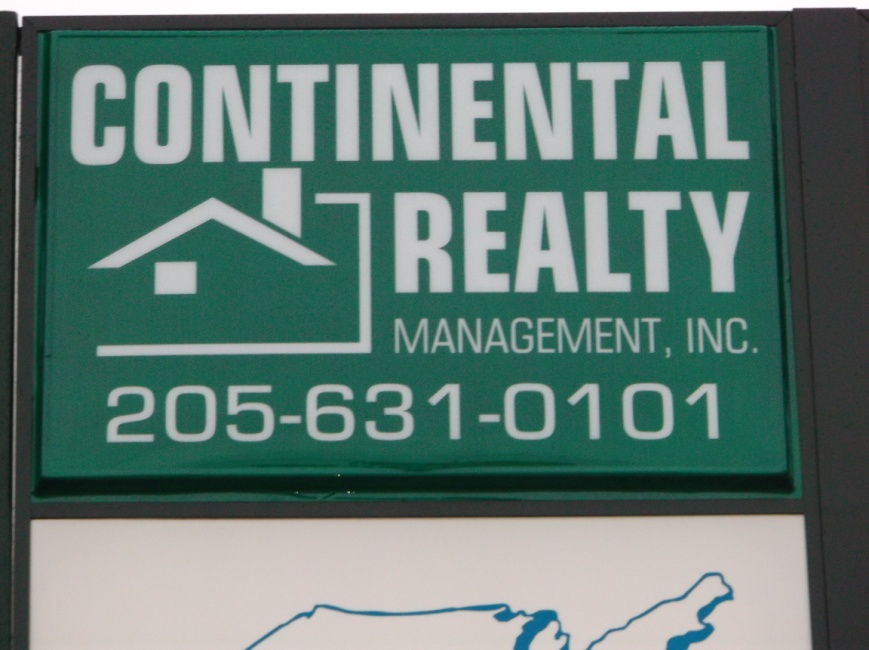 CONTINENTAL
REALTY
MANAGEMENT, INC.
205-631-0101